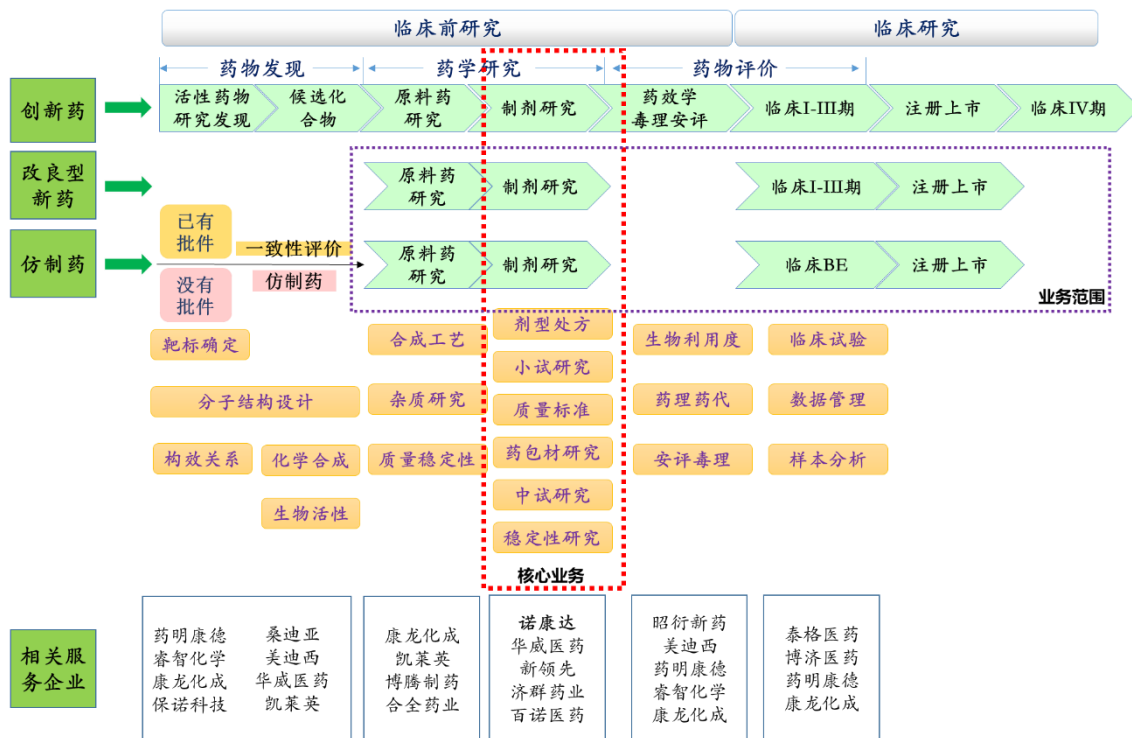 临床前研究
临床研究
药物发现
药学研究
药物评价
创新药
活性药物
研究发现
候选化
合物
原料药
研究
制剂研究
药效学
毒理安评
临床I-III期
注册上市
临床IV期
改良型
新药
原料药
研究
制剂研究
临床I-III期
注册上市
仿制药
已有
批件
一致性评价
没有
批件
仿制药
原料药
研究
制剂研究
临床BE
注册上市
业务范围
靶标确定
合成工艺
剂型处方
生物利用度
临床试验
小试研究
分子结构设计
杂质研究
质量标准
药理药代
数据管理
构效关系
化学合成
质量稳定性
药包材研究
安评毒理
样本分析
生物活性
中试研究
稳定性研究
核心业务
相关服
务企业
药明康德
睿智化学
康龙化成
保诺科技
桑迪亚
美迪西
华威医药
凯莱英
康龙化成
凯莱英
博腾制药
合全药业
诺康达
华威医药
新领先
济群药业
百诺医药
昭衍新药
美迪西
药明康德
睿智化学
康龙化成
泰格医药
博济医药
药明康德
康龙化成